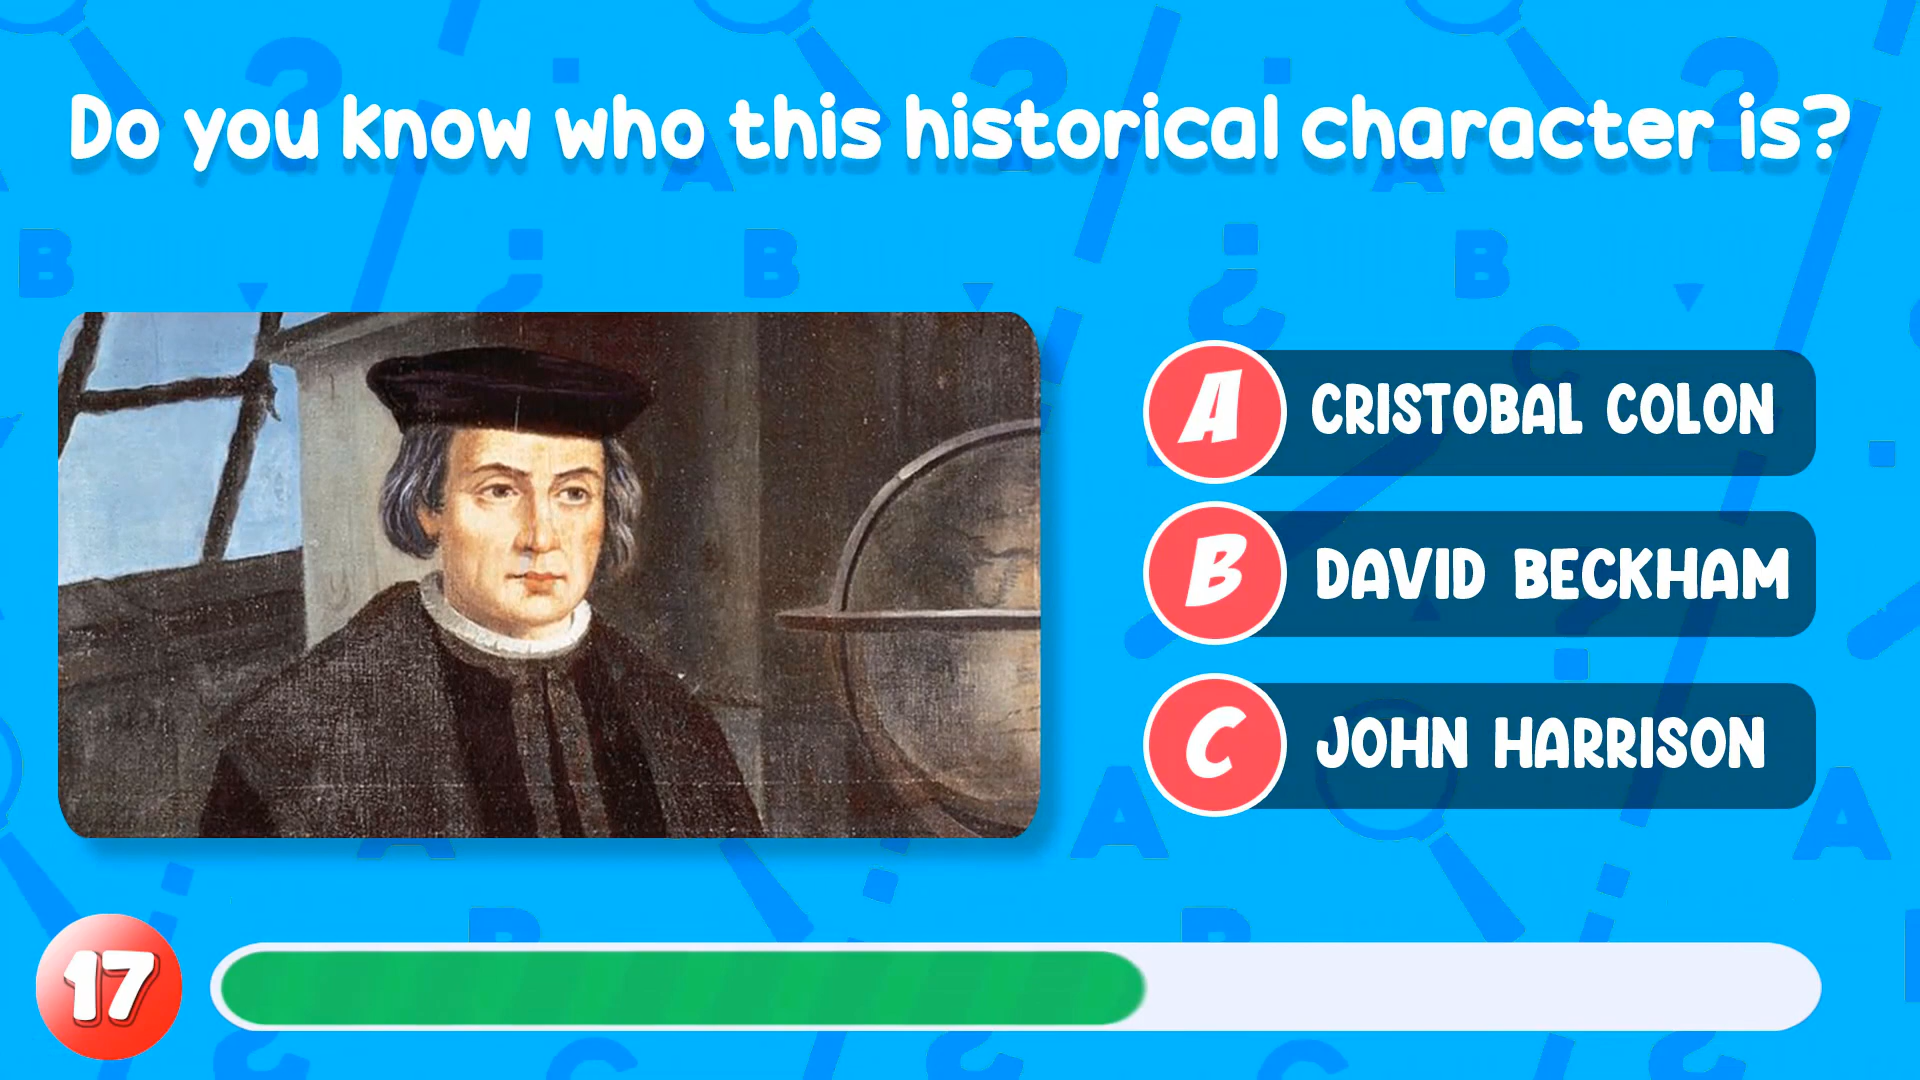 Do you know who this historical character is?
A CRISTOBAL COLON
B DAVID BECKHAM
C JOHN HARRISON
17